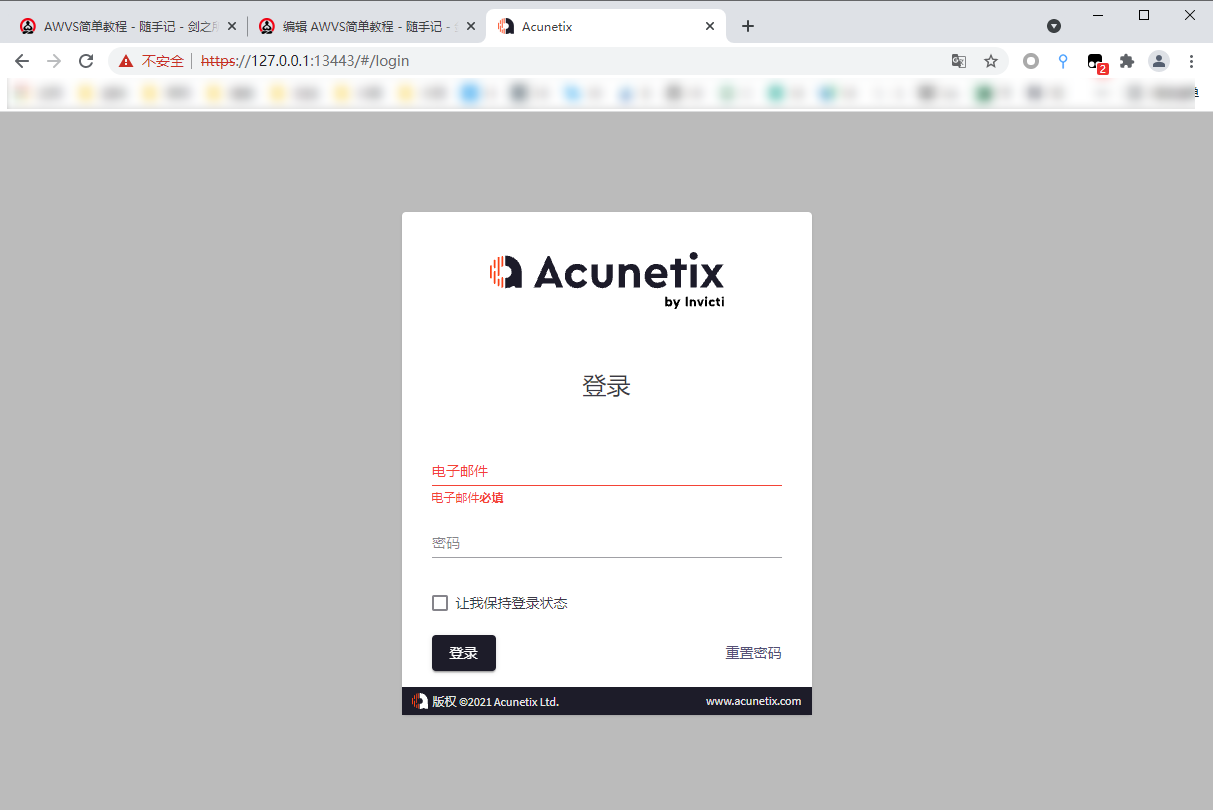 AWVS简单教程 - 随手记 - 剑之
编辑 AWVS简单教程 - 随手记 -
Acunetix
不安全 https://127.0.0.1:13443/#/login
2
Acunetix
by Invicti
登录
电子邮件
电子邮件必填
密码
让我保持登录状态
登录
重置密码
版权 ©2021 Acunetix Ltd.
www.acunetix.com